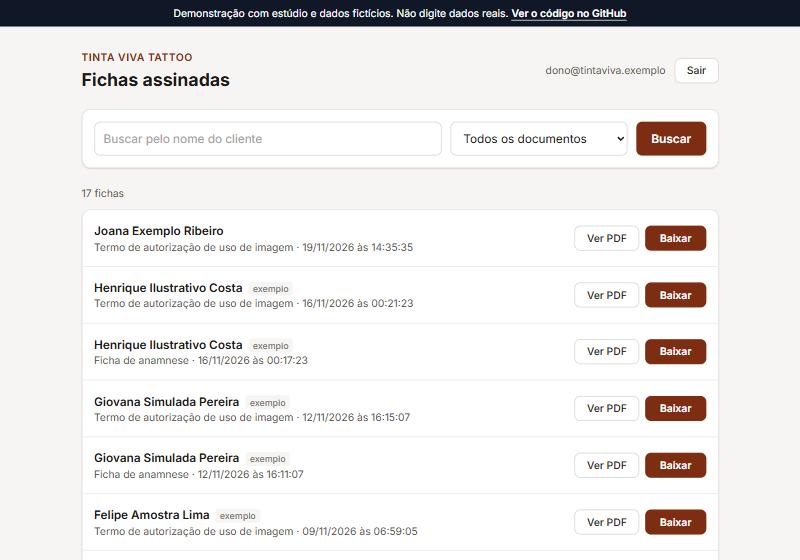 Demonstração com estúdio e dados fictícios. Não digite dados reais. Ver o código no GitHub
TINTA VIVA TATTOO
Fichas assinadas
dono@tintaviva.exemplo
Sair
Buscar pelo nome do cliente
Todos os documentos
Buscar
17 fichas
Joana Exemplo Ribeiro
Termo de autorização de uso de imagem · 19/11/2026 às 14:35:35
Ver PDF
Baixar
Henrique Ilustrativo Costa exemplo
Termo de autorização de uso de imagem · 16/11/2026 às 00:21:23
Ver PDF
Baixar
Henrique Ilustrativo Costa exemplo
Ficha de anamnese · 16/11/2026 às 00:17:23
Ver PDF
Baixar
Giovana Simulada Pereira exemplo
Termo de autorização de uso de imagem · 12/11/2026 às 16:15:07
Ver PDF
Baixar
Giovana Simulada Pereira exemplo
Ficha de anamnese · 12/11/2026 às 16:11:07
Ver PDF
Baixar
Felipe Amostra Lima exemplo
Termo de autorização de uso de imagem · 09/11/2026 às 06:59:05
Ver PDF
Baixar